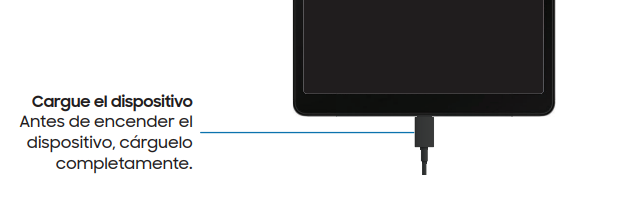 Cargue el dispositivo
Antes de encender el
dispositivo, cárguelo
completamente.